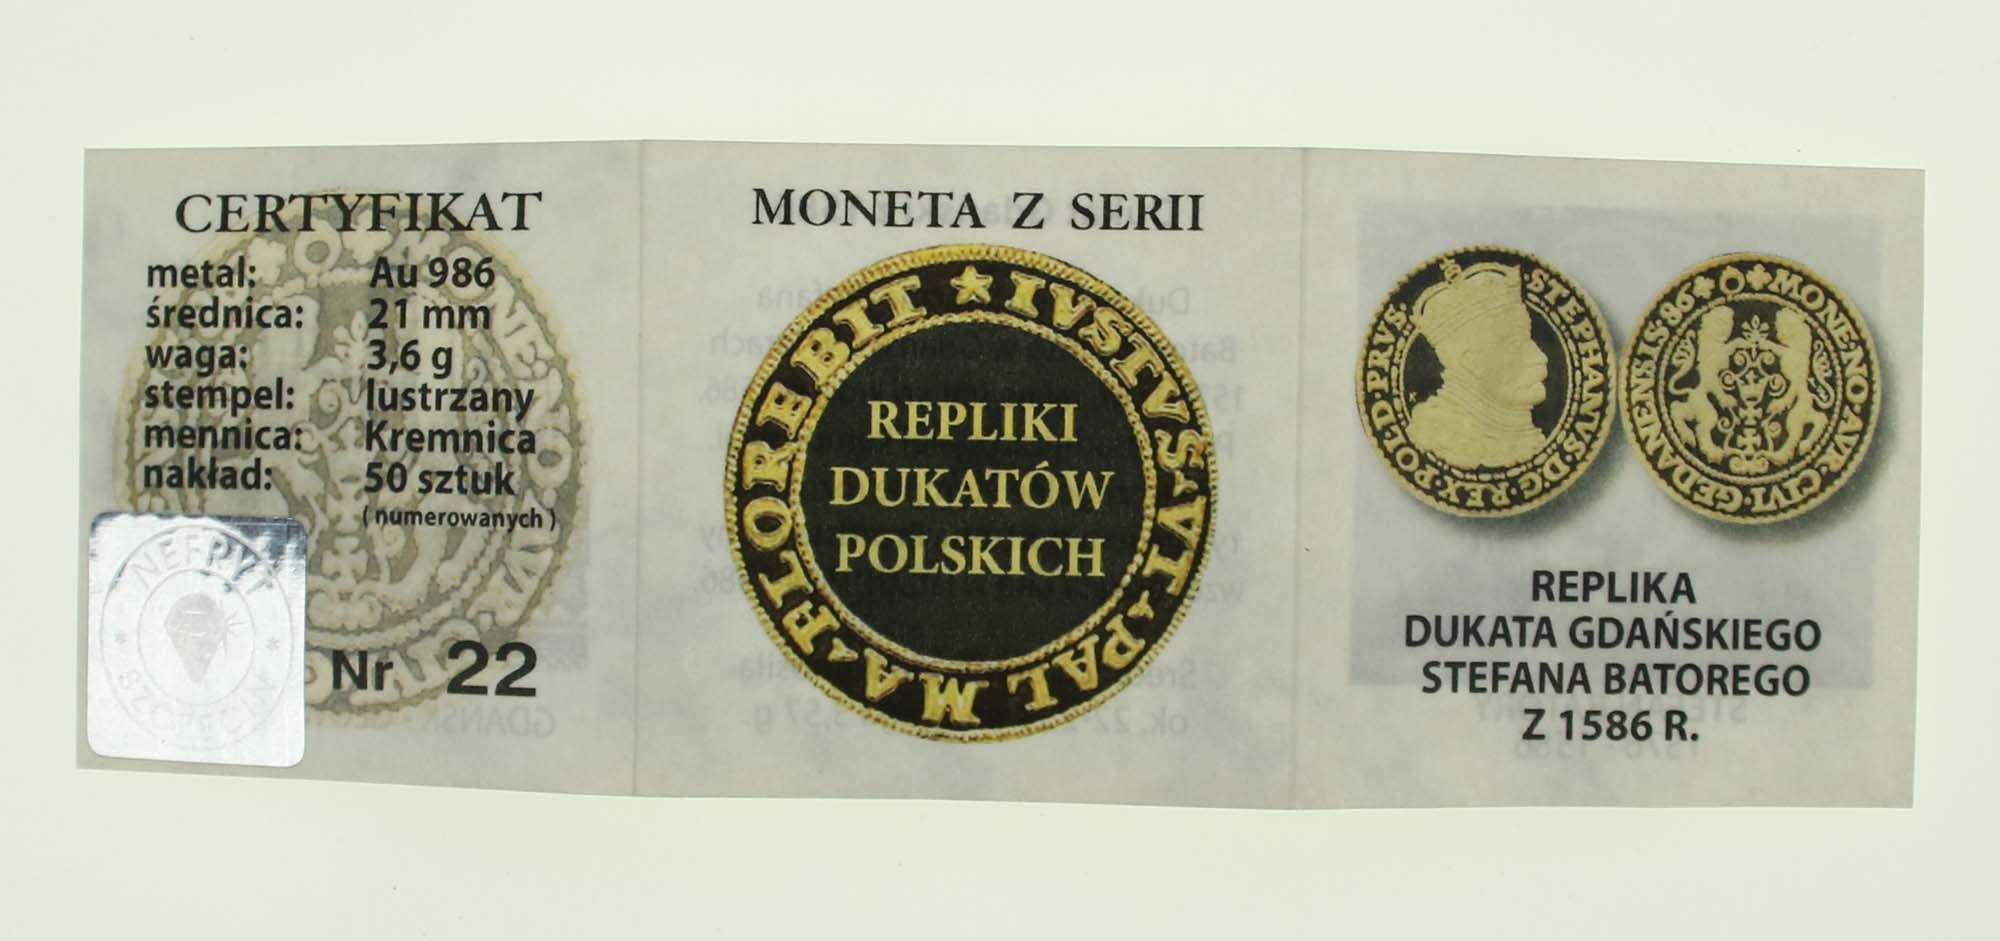 CERTYFIKAT
metal: Au 986
średnica: 21 mm
waga: 3,6 g
stempel: lustrzany
mennica: Kremnica
nakład: 50 sztuk
( numerowanych )
NEFRYT
* SZCZECIN *
Nr 22
MONETA Z SERII
★ IVSTVS▴VT▴PALMA▴FLOREBIT
REPLIKI
DUKATÓW
POLSKICH
STEPHANVS·D:G·REX·POL·D·PRVS·
MONE·NO·AVR·CIVI·GEDANENSIS·86
REPLIKA
DUKATA GDAŃSKIEGO
STEFANA BATOREGO
Z 1586 R.